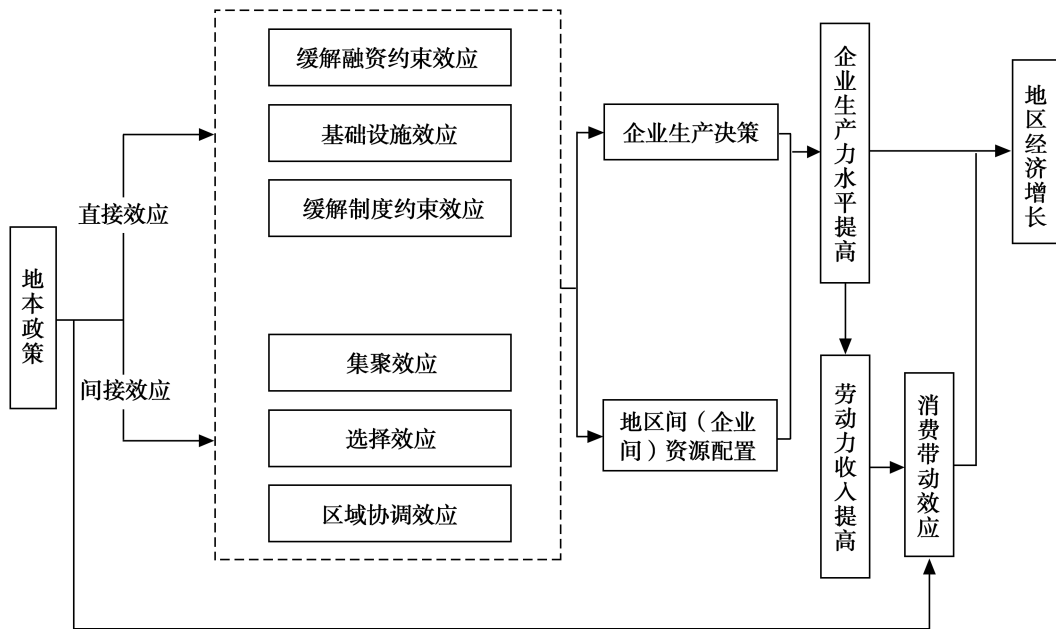 地本政策
直接效应
间接效应
缓解融资约束效应
基础设施效应
缓解制度约束效应
集聚效应
选择效应
区域协调效应
企业生产决策
地区间（企业
间）资源配置
企业生产力水平提高
劳动力收入提高
消费带动效应
地区经济增长